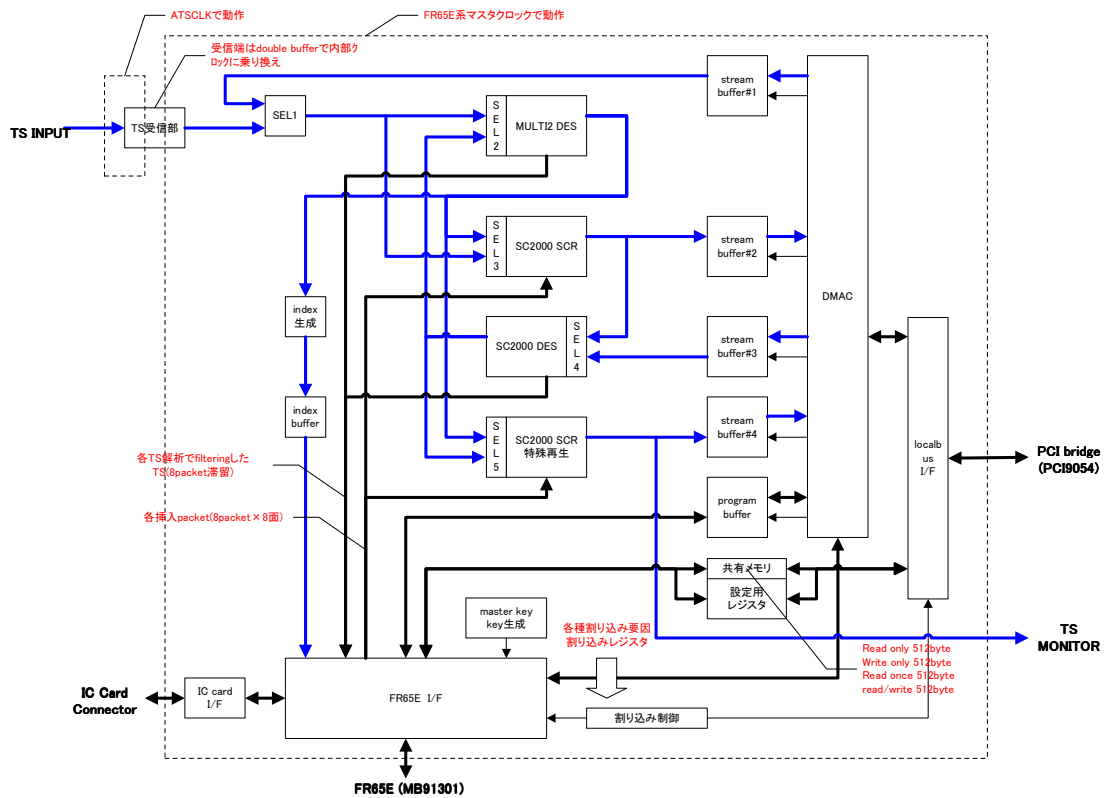 ATSCLKで動作
FR65E系マスタクロックで動作
受信端はdouble bufferで内部ク
ロックに乗り換え
TS INPUT
TS受信部
SEL1
S
E
L
2
MULTI2 DES
stream
buffer#1
S
E
L
3
SC2000 SCR
stream
buffer#2
DMAC
index
生成
SC2000 DES
S
E
L
4
stream
buffer#3
localb
us
I/F
index
buffer
S
E
L
5
SC2000 SCR
特殊再生
stream
buffer#4
PCI bridge
(PCI9054)
各TS解析でfilteringした
TS(8packet滞留)
各挿入packet(8packet×8面)
program
buffer
共有メモリ
設定用
レジスタ
master key
key生成
各種割り込み要因
割り込みレジスタ
TS
MONITOR
Read only 512byte
Write only 512byte
Read once 512byte
read/write 512byte
IC Card
Connector
IC card
I/F
FR65E I/F
割り込み制御
FR65E (MB91301)